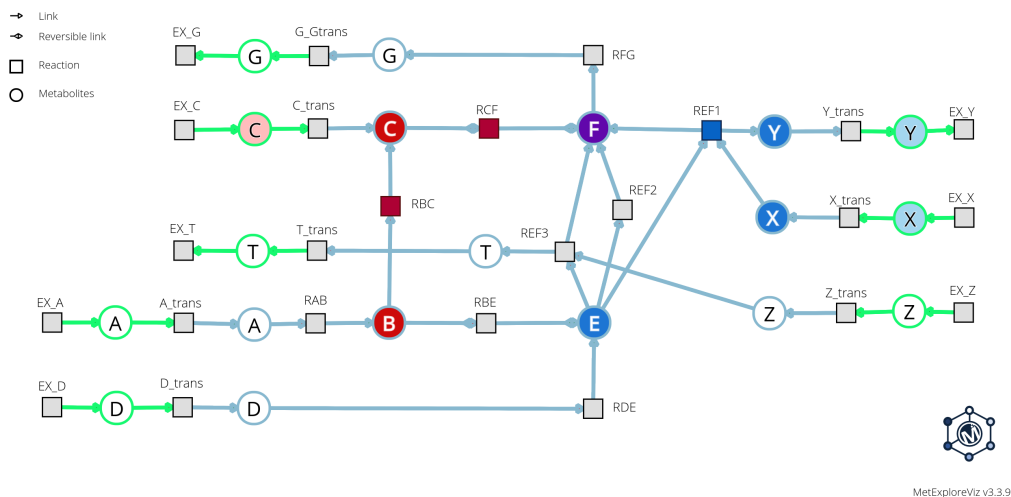 Link
Reversible link
Reaction
Metabolites
EX_G
G_Gtrans
G
G
RFG
EX_C
C_trans
RCF
REF1
Y_trans
EX_Y
C
C
F
Y
Y
RBC
REF2
X_trans
EX_X
X
X
EX_T
T_trans
REF3
T
T
EX_A
A_trans
RAB
RBE
Z_trans
EX_Z
A
A
B
E
Z
Z
EX_D
D_trans
D
D
RDE
MetExploreViz v3.3.9